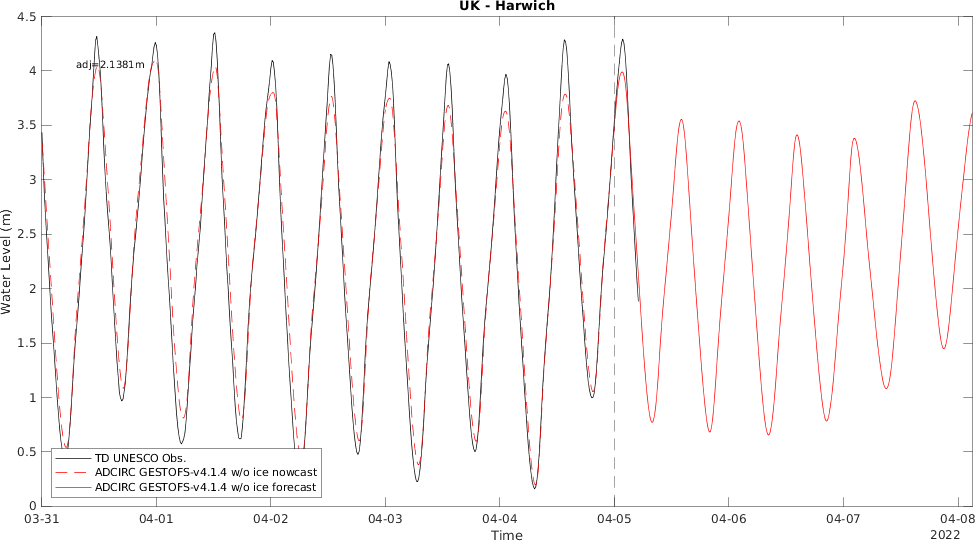 UK - Harwich
4.5
4
3.5
3
2.5
2
1.5
1
0.5
0
Water Level (m)
adj=2.1381m
TD UNESCO Obs.
ADCIRC GESTOFS-v4.1.4 w/o ice nowcast
ADCIRC GESTOFS-v4.1.4 w/o ice forecast
03-31 04-01 04-02 04-03 04-04 04-05 04-06 04-07 04-08
Time
2022